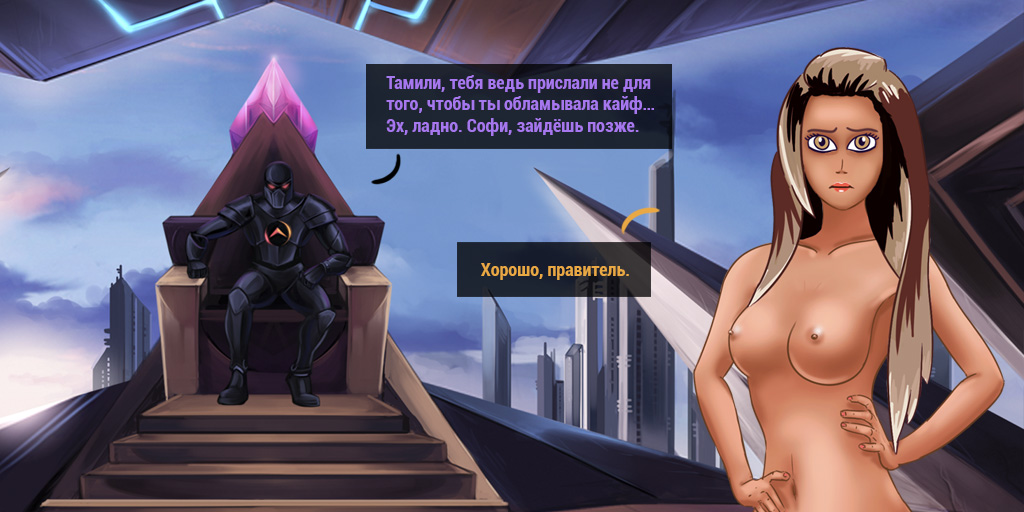 Тамили, тебя ведь прислали не для
того, чтобы ты обламывала кайф...
Эх, ладно. Софи, зайдёшь позже.
Хорошо, правитель.